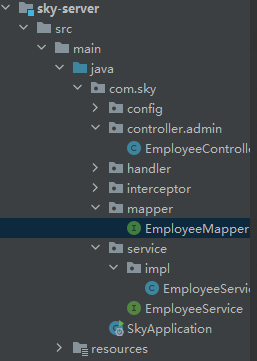 sky-server
src
main
java
com.sky
config
controller.admin
EmployeeControll
handler
interceptor
mapper
EmployeeMapper
service
impl
EmployeeServic
EmployeeService
SkyApplication
resources